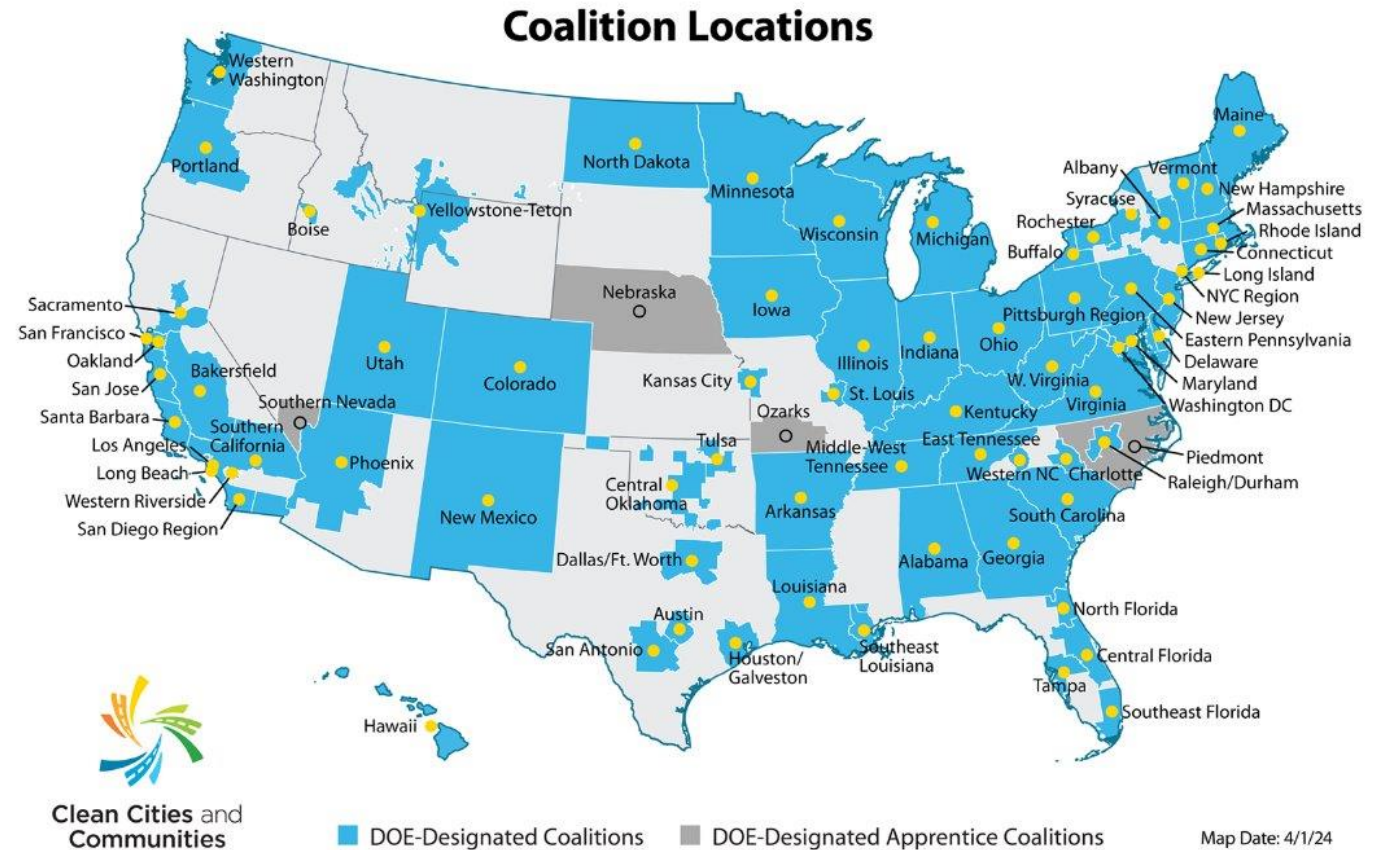 Coalition Locations
Western
Washington
Portland
Boise
Yellowstone-Teton
North Dakota
Minnesota
Wisconsin
Michigan
Maine
Albany
Vermont
New Hampshire
Syracuse
Massachusetts
Rochester
Rhode Island
Buffalo
Connecticut
Long Island
NYC Region
New Jersey
Eastern Pennsylvania
Delaware
Maryland
Washington DC
Pittsburgh Region
Sacramento
San Francisco
Oakland
San Jose
Bakersfield
Santa Barbara
Southern Nevada
Southern
California
Los Angeles
Long Beach
Western Riverside
San Diego Region
Utah
Colorado
Nebraska
Iowa
Illinois
Indiana
Ohio
W. Virginia
Virginia
Kansas City
St. Louis
Kentucky
Ozarks
Phoenix
New Mexico
Tulsa
Central
Oklahoma
Middle-West
Tennessee
East Tennessee
Western NC
Charlotte
Piedmont
Raleigh/Durham
Arkansas
South Carolina
Dallas/Ft. Worth
Alabama
Georgia
Louisiana
Austin
San Antonio
Houston/
Galveston
Southeast
Louisiana
North Florida
Central Florida
Tampa
Southeast Florida
Hawaii
Clean Cities and
Communities
DOE-Designated Coalitions
DOE-Designated Apprentice Coalitions
Map Date: 4/1/24